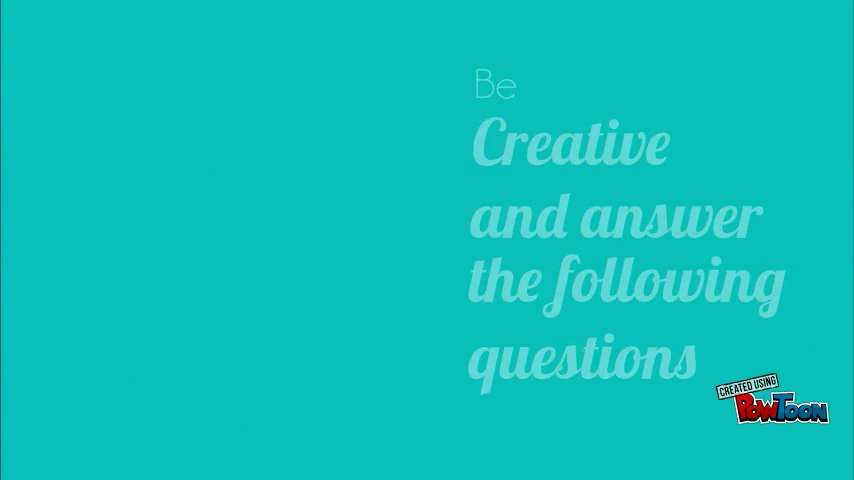 Be
Creative
and answer
the following
questions
CREATED USING
POWTOON